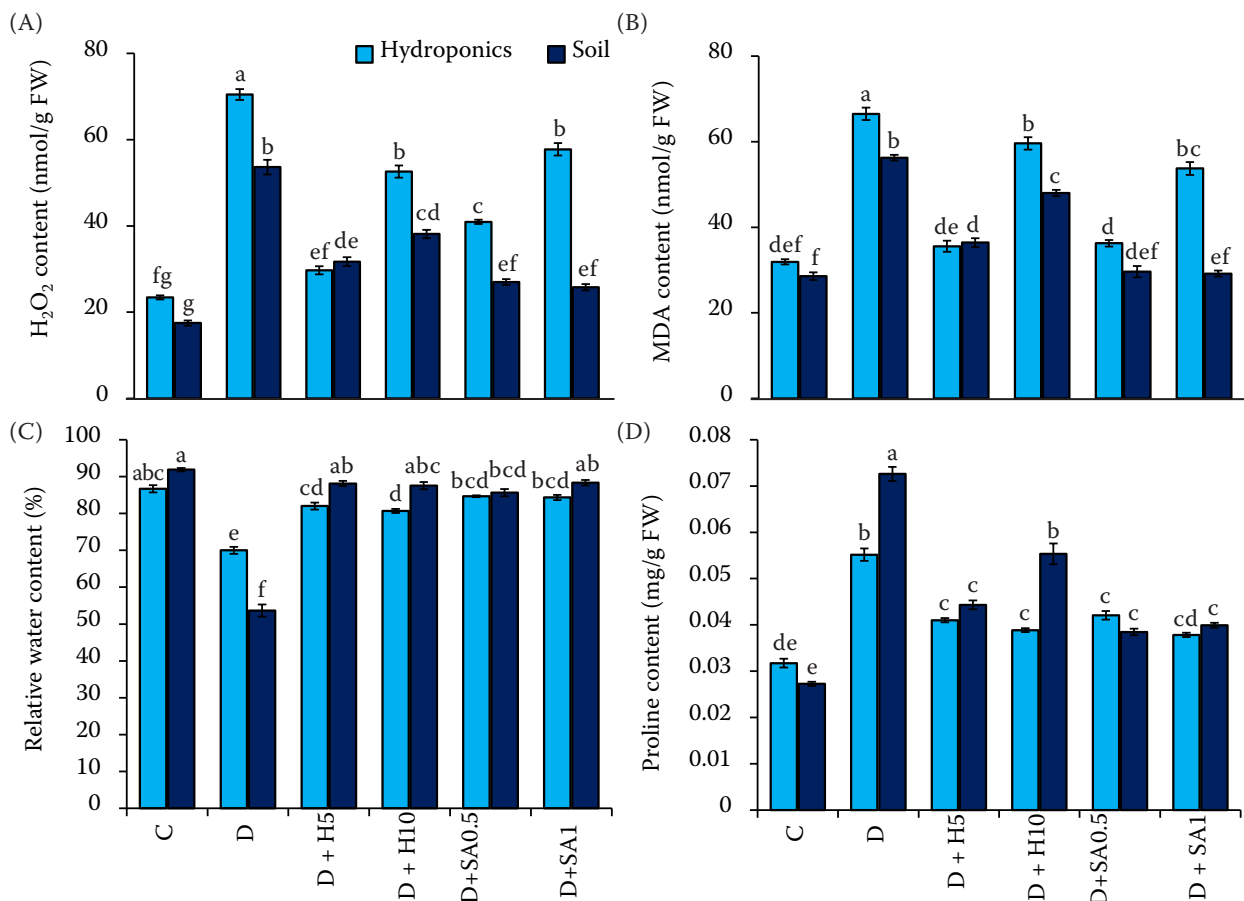 (A)
Hydroponics Soil
H₂O₂ content (nmol/g FW)
80
60
40
20
0
fg g a b ef de b cd c ef b ef
(B)
MDA content (nmol/g FW)
80
60
40
20
0
def f a b de d b c d def bc ef
(C)
Relative water content (%)
100
90
80
70
60
50
40
30
20
10
0
abc a e f cd ab d abc bcd bcd bcd ab
C D D + H5 D + H10 D+SA0.5 D+SA1
(D)
Proline content (mg/g FW)
0.08
0.07
0.06
0.05
0.04
0.03
0.02
0.01
0
de e b a c c c b c c cd c
C D D + H5 D + H10 D+SA0.5 D + SA1